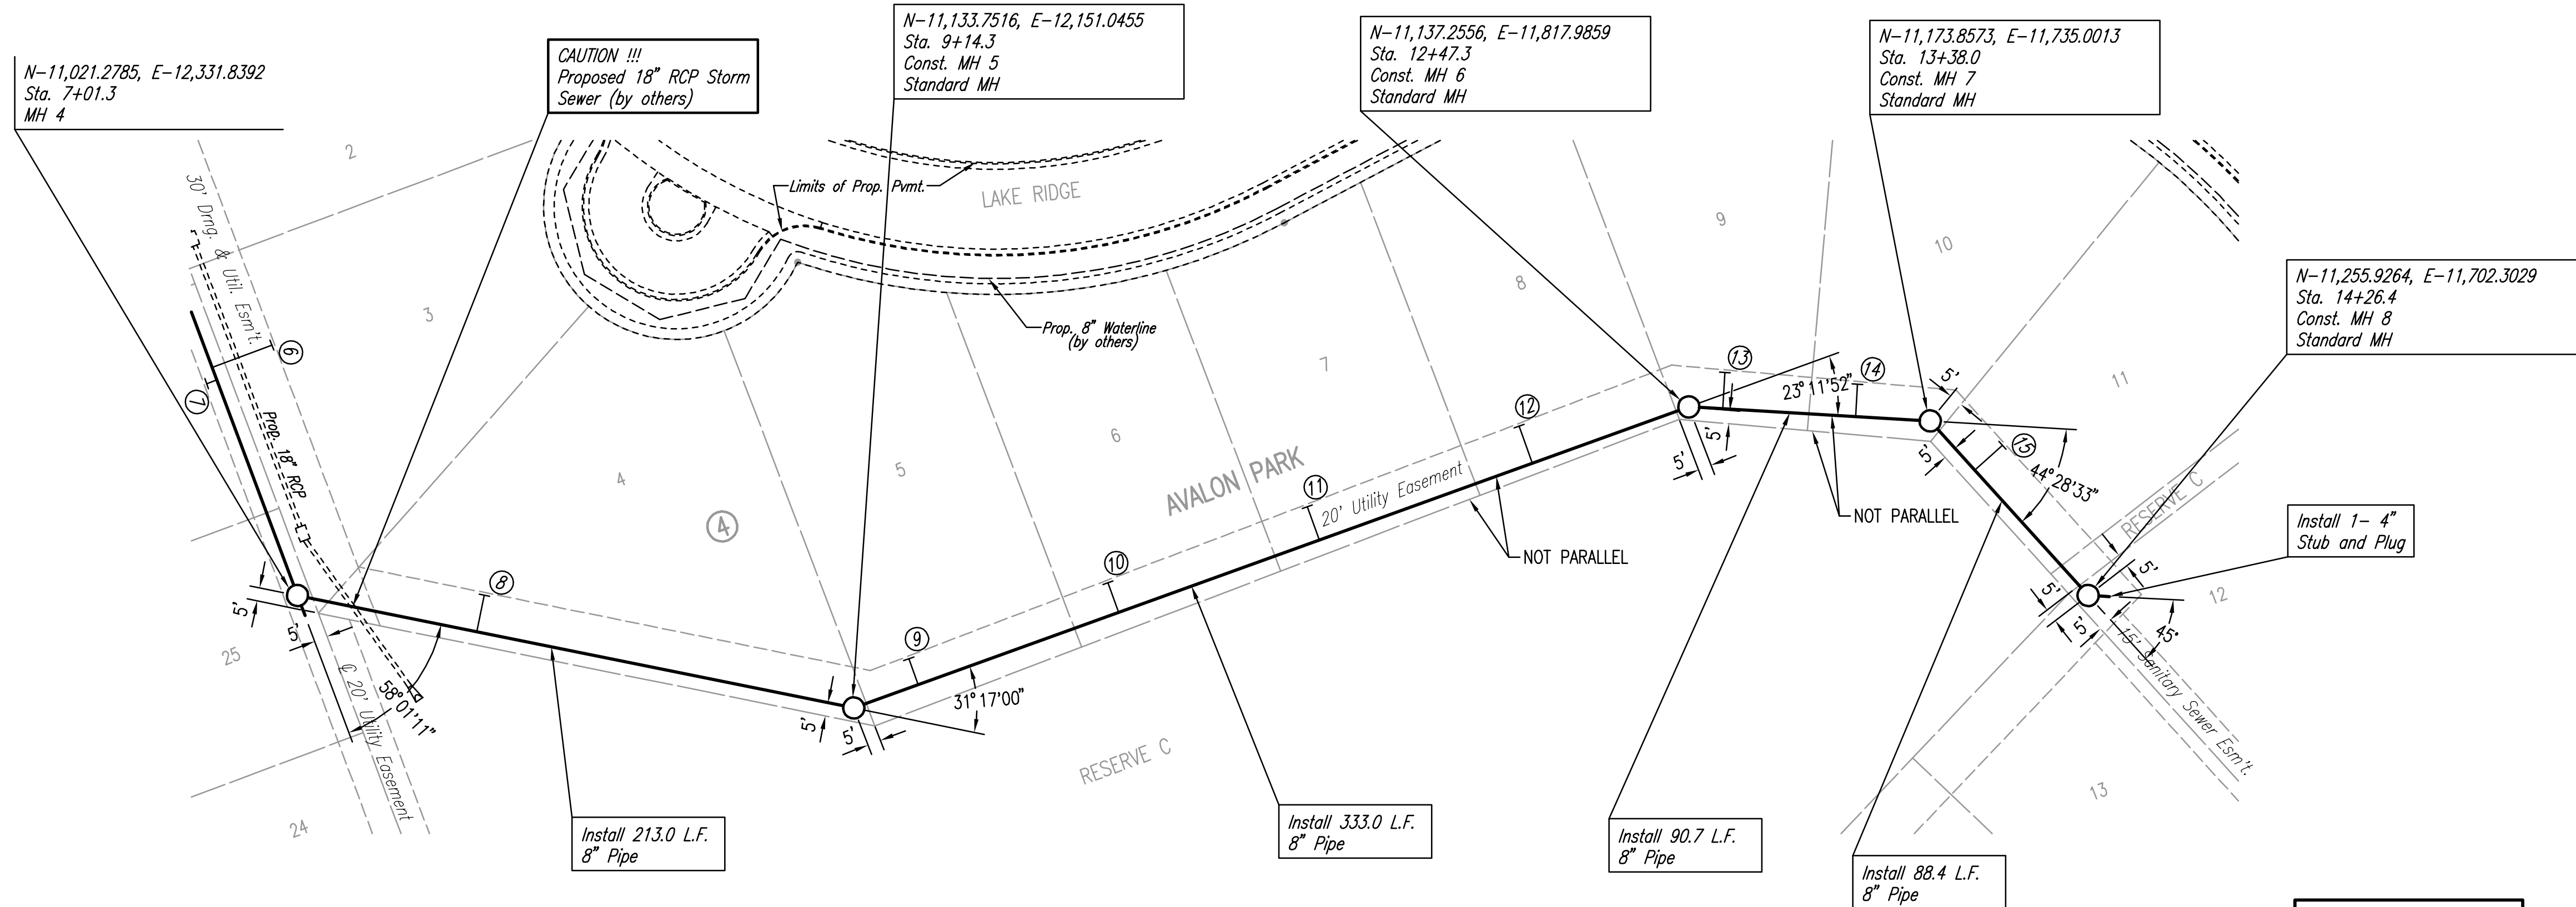 N-11,021.2785, E-12,331.8392
Sta. 7+01.3
MH 4
CAUTION !!!
Proposed 18" RCP Storm
Sewer (by others)
N-11,133.7516, E-12,151.0455
Sta. 9+14.3
Const. MH 5
Standard MH
N-11,137.2556, E-11,817.9859
Sta. 12+47.3
Const. MH 6
Standard MH
N-11,173.8573, E-11,735.0013
Sta. 13+38.0
Const. MH 7
Standard MH
N-11,255.9264, E-11,702.3029
Sta. 14+26.4
Const. MH 8
Standard MH
2
30' Drng. & Util. Esm't.
3
Limits of Prop. Pvmt.
LAKE RIDGE
Prop. 8" Waterline
(by others)
9
10
8
11
6
7
Prop. 18" RCP
4
4
5
6
7
AVALON PARK
20' Utility Easement
8
9
10
11
12
13
14
15
23°11'52"
5'
5'
5'
5'
44°28'33"
NOT PARALLEL
NOT PARALLEL
RESERVE C
Install 1- 4"
Stub and Plug
5'
5'
5'
45°
12
15' Sanitary Sewer Esm't.
13
5'
5'
25
58°01'11"
℄ 20' Utility Easement
24
5'
5'
31°17'00"
RESERVE C
Install 213.0 L.F.
8" Pipe
Install 333.0 L.F.
8" Pipe
Install 90.7 L.F.
8" Pipe
Install 88.4 L.F.
8" Pipe